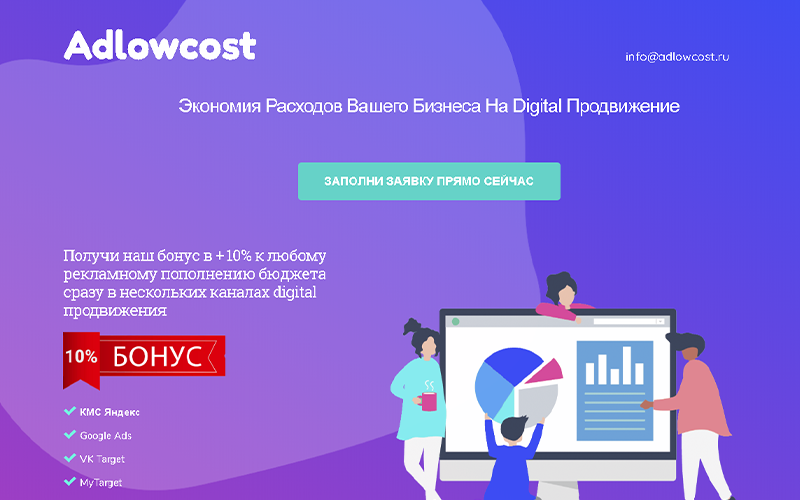 Adlowcost
info@adlowcost.ru
Экономия Расходов Вашего Бизнеса На Digital Продвижение
ЗАПОЛНИ ЗАЯВКУ ПРЯМО СЕЙЧАС
Получи наш бонус в +10% к любому
рекламному пополнению бюджета
сразу в нескольких каналах digital
продвижения
10% БОНУС
КМС Яндекс
Google Ads
VK Target
MyTarget